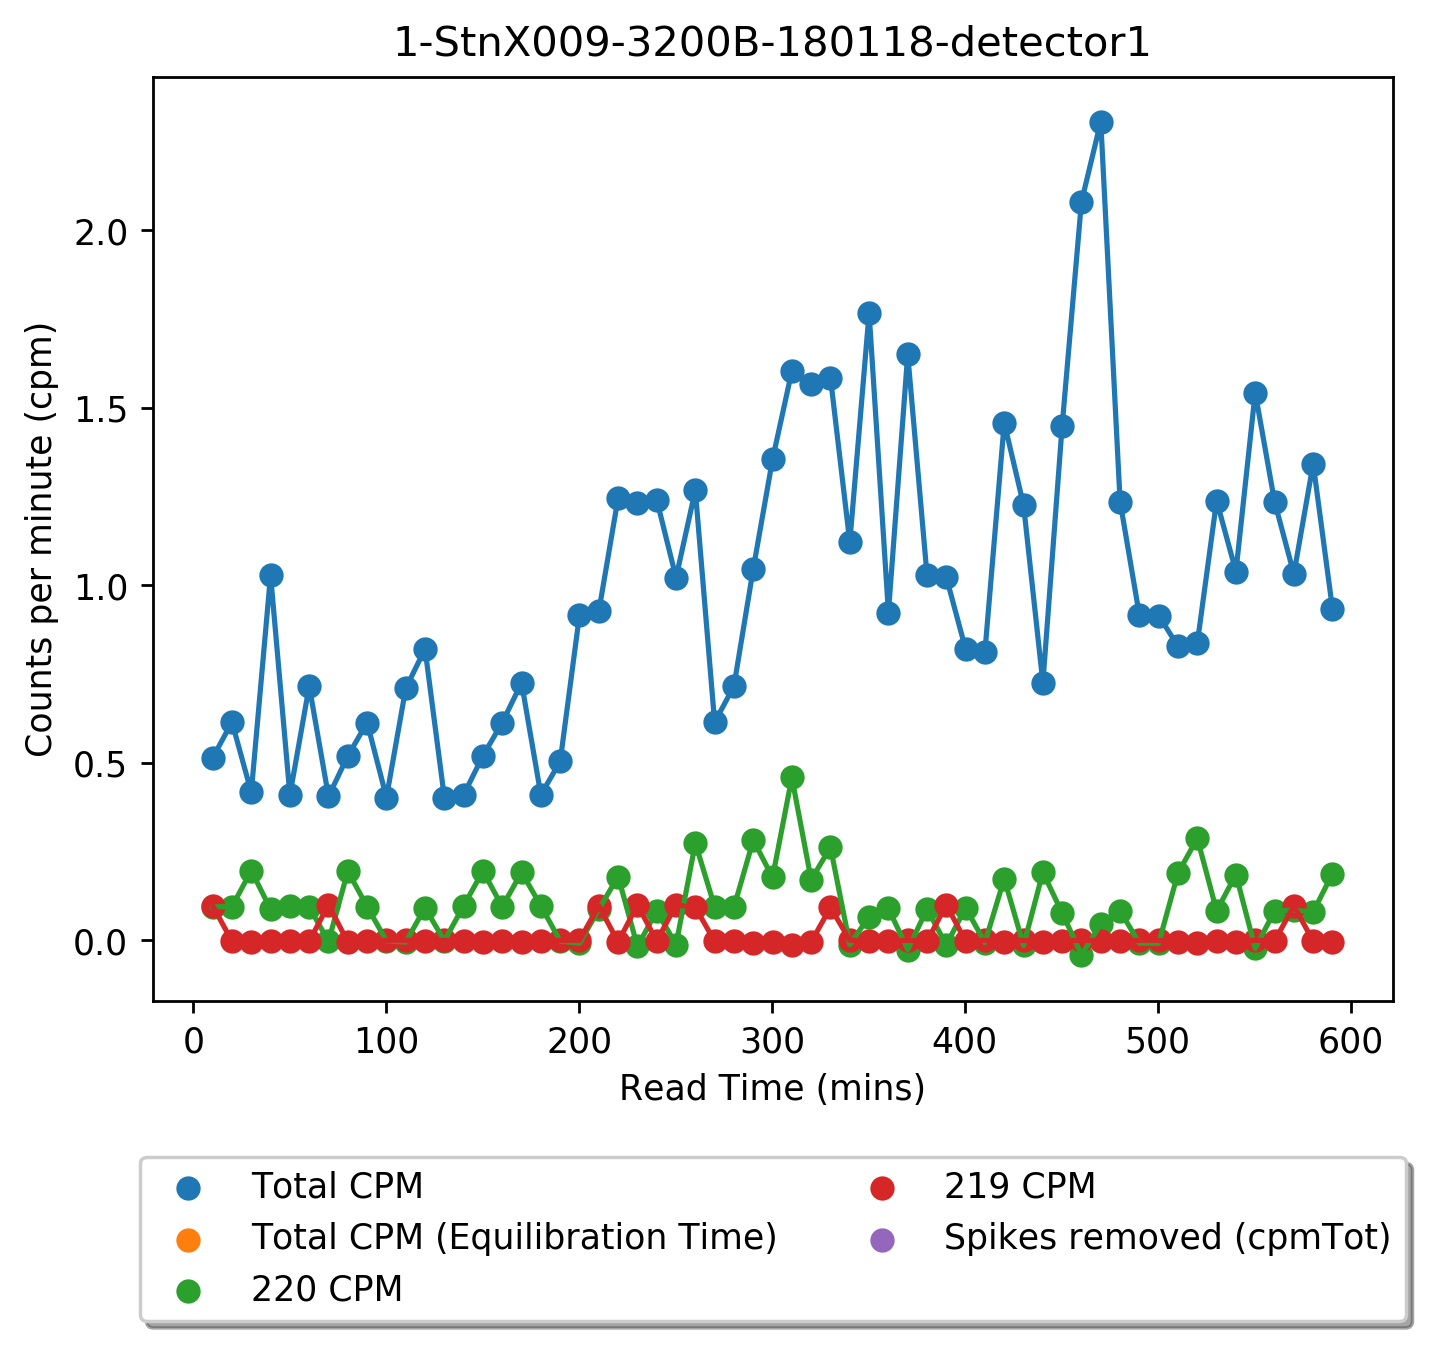 1-StnX009-3200B-180118-detector1
Counts per minute (cpm)
2.0
1.5
1.0
0.5
0.0
0 100 200 300 400 500 600
Read Time (mins)
Total CPM
Total CPM (Equilibration Time)
220 CPM
219 CPM
Spikes removed (cpmTot)